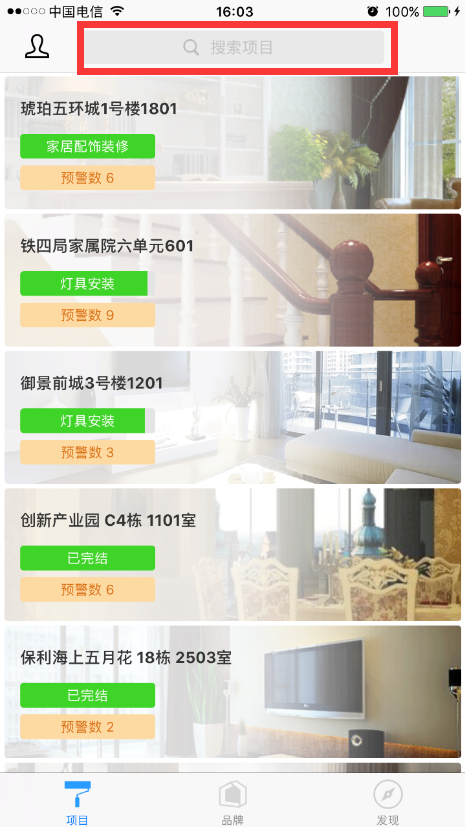 中国电信 16:03 100%
搜索项目
琥珀五环城1号楼1801
家居配饰装修
预警数 6
铁四局家属院六单元601
灯具安装
预警数 9
御景前城3号楼1201
灯具安装
预警数 3
创新产业园 C4栋 1101室
已完结
预警数 6
保利海上五月花 18栋 2503室
已完结
预警数 2
项目 品牌 发现